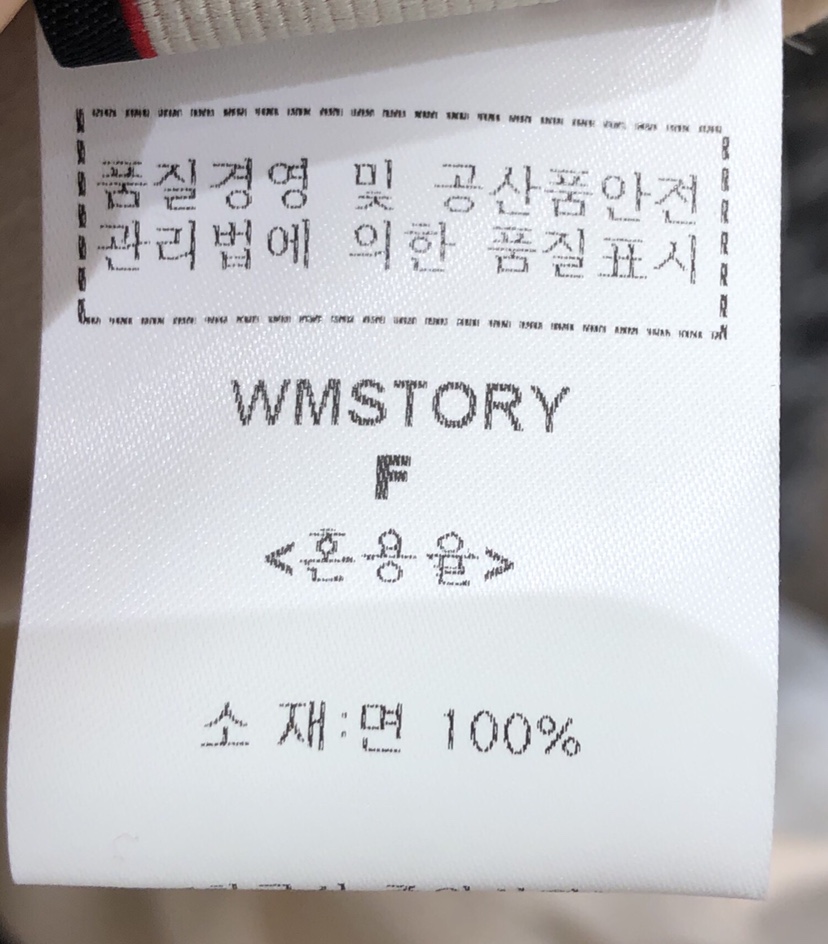 품질경영 및 공산품안전
관리법에 의한 품질표시
WMSTORY
F
<혼용율>
소 재:면 100%